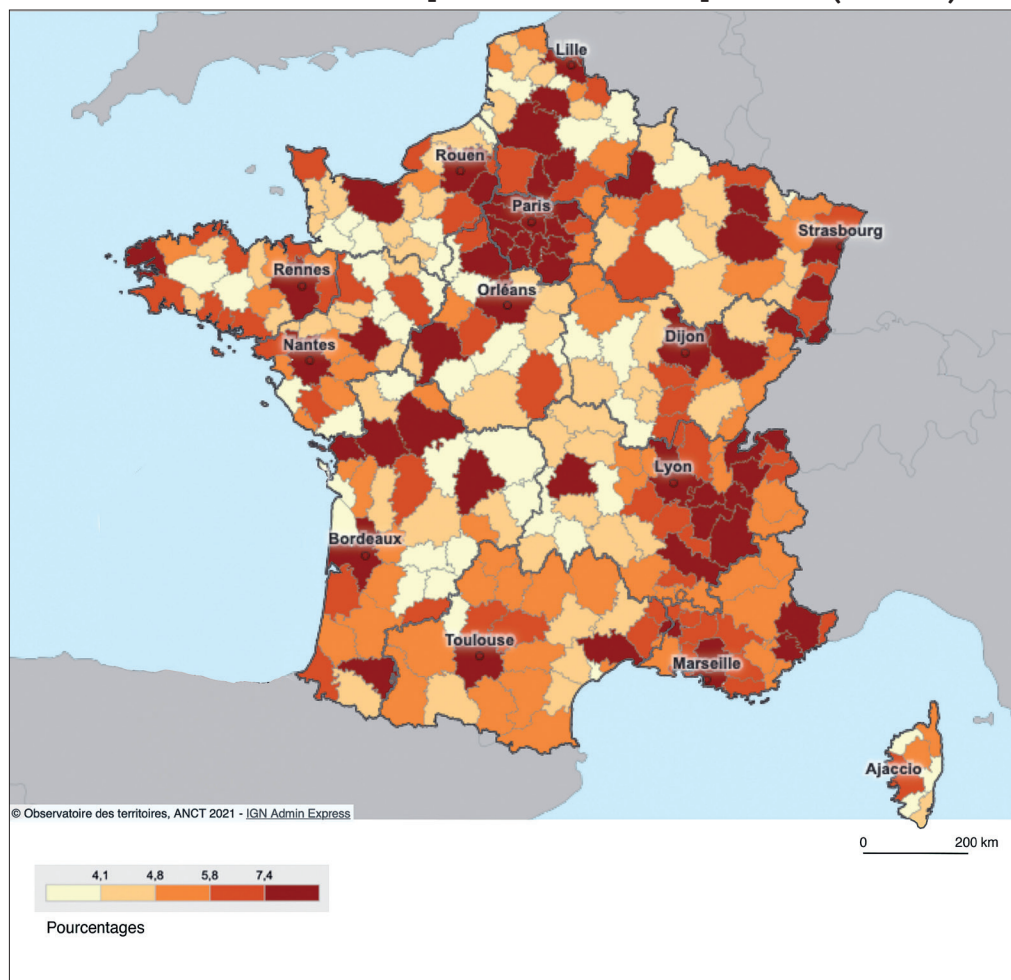 Lille
Rouen
Paris
Strasbourg
Rennes
Orléans
Nantes
Dijon
Lyon
Bordeaux
Toulouse
Marseille
Ajaccio
© Observatoire des territoires, ANCT 2021 - IGN Admin Express
0 200 km
4,1 4,8 5,8 7,4
Pourcentages